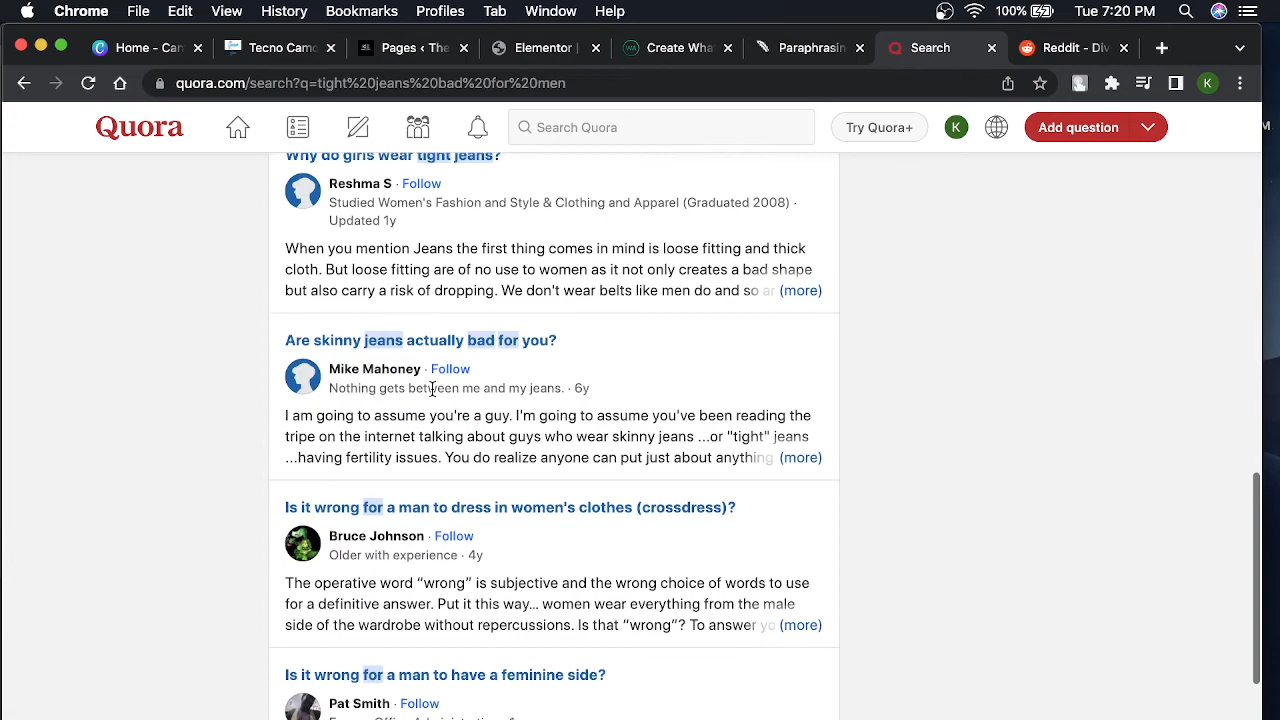 Chrome File Edit View History Bookmarks Profiles Tab Window Help 100% Tue 7:20 PM
Home - Can Tecno Camo Pages ‹ The Elementor | Create Wha Paraphrasin Search Reddit - Div
quora.com/search?q=tight%20jeans%20bad%20for%20men K
Quora Search Quora Try Quora+ K Add question
Why do girls wear tight jeans?
Reshma S · Follow
Studied Women's Fashion and Style & Clothing and Apparel (Graduated 2008) ·
Updated 1y
When you mention Jeans the first thing comes in mind is loose fitting and thick
cloth. But loose fitting are of no use to women as it not only creates a bad shape
but also carry a risk of dropping. We don't wear belts like men do and so ar (more)
Are skinny jeans actually bad for you?
Mike Mahoney · Follow
Nothing gets between me and my jeans. · 6y
I am going to assume you're a guy. I'm going to assume you've been reading the
tripe on the internet talking about guys who wear skinny jeans ...or "tight" jeans
...having fertility issues. You do realize anyone can put just about anything (more)
Is it wrong for a man to dress in women's clothes (crossdress)?
Bruce Johnson · Follow
Older with experience · 4y
The operative word “wrong” is subjective and the wrong choice of words to use
for a definitive answer. Put it this way... women wear everything from the male
side of the wardrobe without repercussions. Is that “wrong”? To answer yo (more)
Is it wrong for a man to have a feminine side?
Pat Smith · Follow